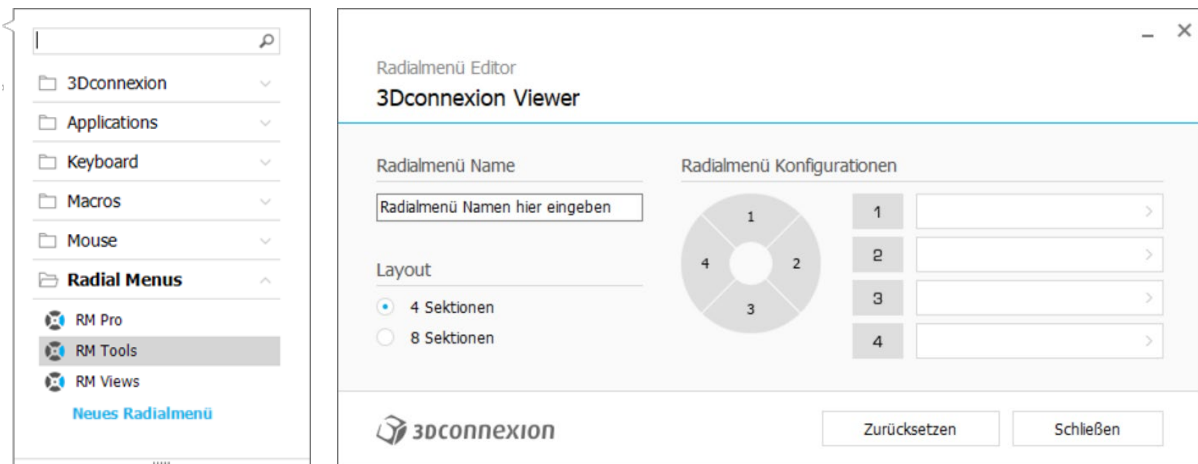 3Dconnexion
Applications
Keyboard
Macros
Mouse
Radial Menus
RM Pro
RM Tools
RM Views
Neues Radialmenü
Radialmenü Editor
3Dconnexion Viewer
Radialmenü Name
Radialmenü Namen hier eingeben
Layout
4 Sektionen
8 Sektionen
Radialmenü Konfigurationen
1
4 2
3
1
2
3
4
3Dconnexion
Zurücksetzen
Schließen